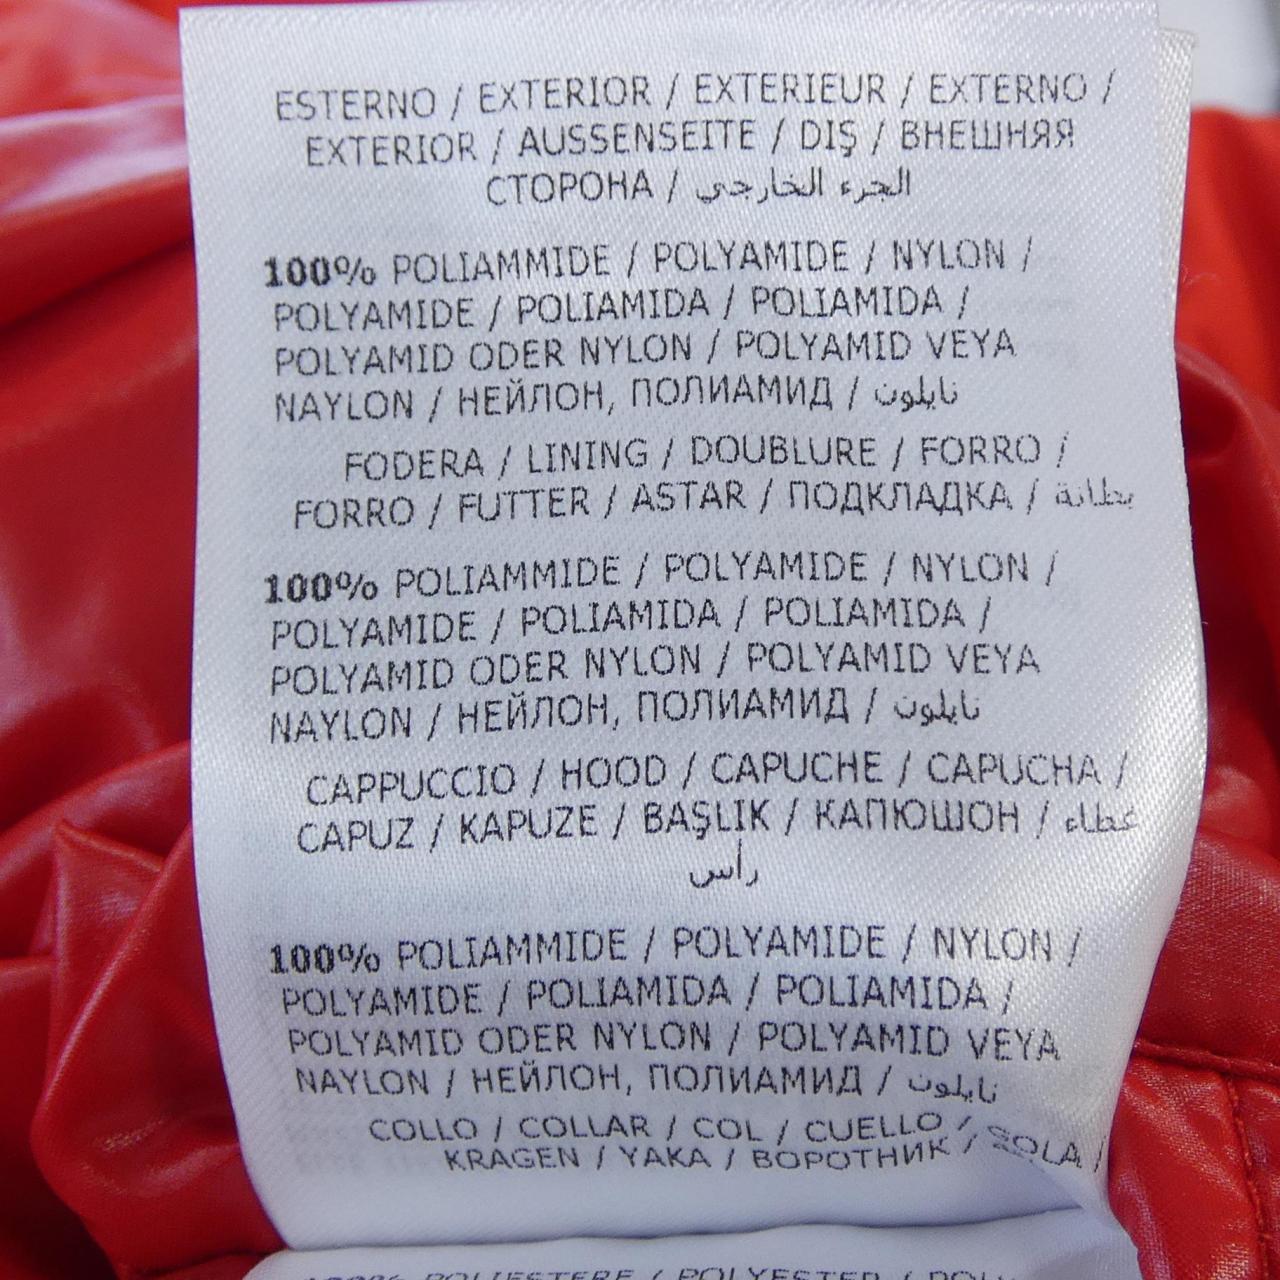 ESTERNO / EXTERIOR / EXTERIEUR / EXTERNO /
EXTERIOR / AUSSENSEITE / DIŞ / ВНЕШНЯЯ
СТОРОНА / الجزء الخارجي
100% POLIAMMIDE / POLYAMIDE / NYLON /
POLYAMIDE / POLIAMIDA / POLIAMIDA /
POLYAMID ODER NYLON / POLYAMID VEYA
NAYLON / НЕЙЛОН, ПОЛИАМИД / نايلون
FODERA / LINING / DOUBLURE / FORRO /
FORRO / FUTTER / ASTAR / ПОДКЛАДКА / بطانة
100% POLIAMMIDE / POLYAMIDE / NYLON /
POLYAMIDE / POLIAMIDA / POLIAMIDA /
POLYAMID ODER NYLON / POLYAMID VEYA
NAYLON / НЕЙЛОН, ПОЛИАМИД / نايلون
CAPPUCCIO / HOOD / CAPUCHE / CAPUCHA /
CAPUZ / KAPUZE / BAŞLIK / КАПЮШОН / غطاء
رأس
100% POLIAMMIDE / POLYAMIDE / NYLON /
POLYAMIDE / POLIAMIDA / POLIAMIDA /
POLYAMID ODER NYLON / POLYAMID VEYA
NAYLON / НЕЙЛОН, ПОЛИАМИД / نايلون
COLLO / COLLAR / COL / CUELLO / SOLA /
KRAGEN / YAKA / ВОРОТНИК /
100% POLIESTERE / POLYESTER /